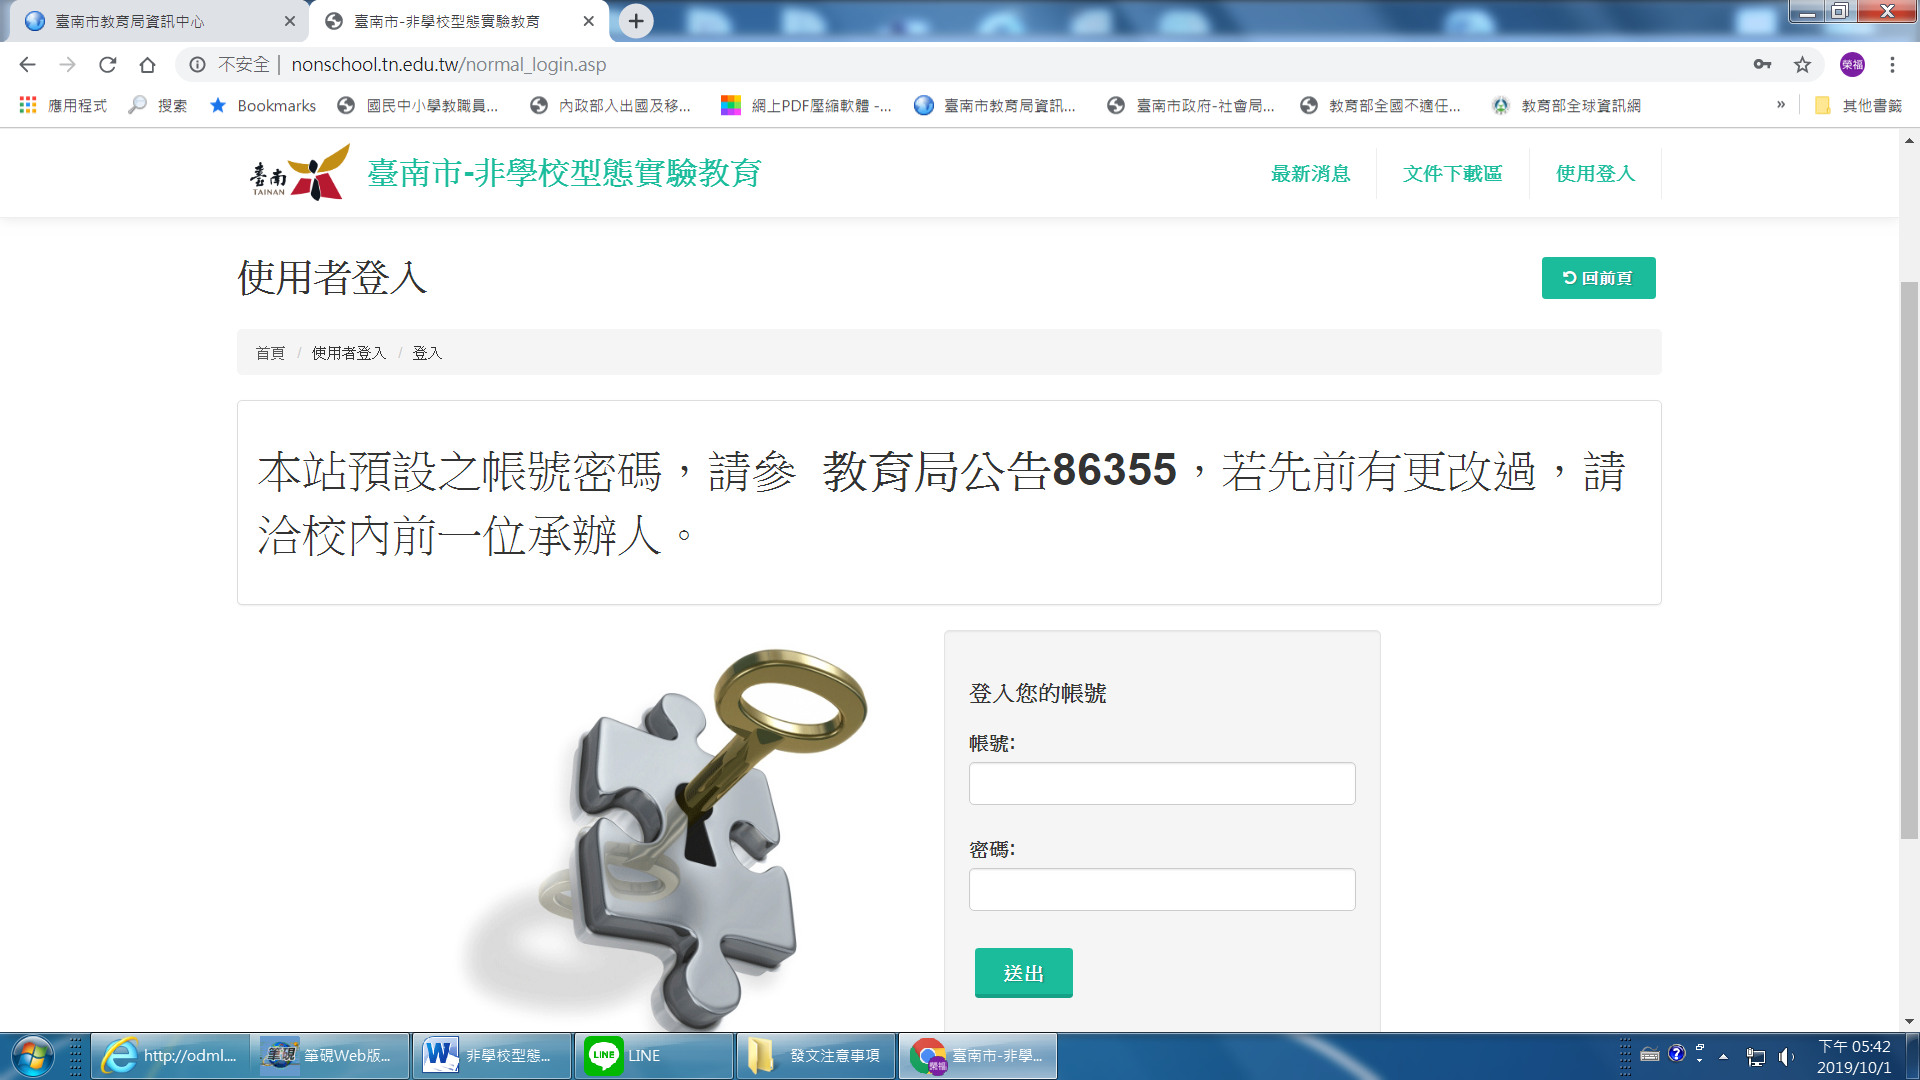 臺南市教育局資訊中心
臺南市-非學校型態實驗教育
不安全 | nonschool.tn.edu.tw/normal_login.asp
榮福
應用程式
搜索
Bookmarks
國民中小學教職員...
內政部入出國及移...
網上PDF壓縮軟體 -...
臺南市教育局資訊...
臺南市政府-社會局...
教育部全國不適任...
教育部全球資訊網
»
其他書籤
臺南
TAINAN
臺南市-非學校型態實驗教育
最新消息
文件下載區
使用登入
使用者登入
回前頁
首頁 / 使用者登入 / 登入
本站預設之帳號密碼，請參 教育局公告86355，若先前有更改過，請
洽校內前一位承辦人。
登入您的帳號
帳號:
密碼:
送出
http://odml....
筆硯
筆硯Web版...
W
非學校型態...
LINE
LINE
發文注意事項
榮福
臺南市-非學...
下午 05:42
2019/10/1